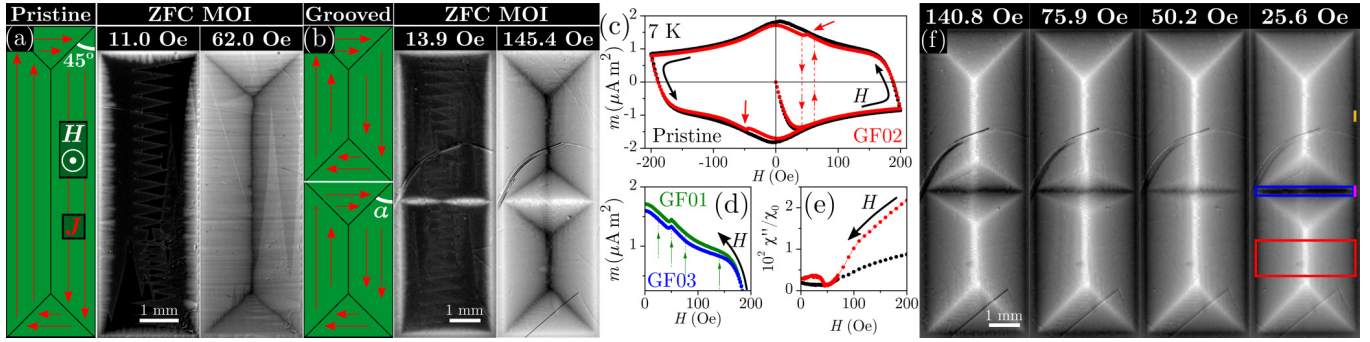 Pristine
ZFC MOI
Grooved
ZFC MOI
(a)
11.0 Oe
62.0 Oe
(b)
13.9 Oe
145.4 Oe
45°
H
J
1 mm
α
1 mm
(c)
7 K
m (μA m²)
2
1
0
-1
-2
H
Pristine
GF02
-200
-100
0
100
200
H (Oe)
(d)
m (μA m²)
2
1
GF01
GF03
H
0
50
100
150
200
H (Oe)
(e)
10² χ''/χ₀
2
1
0
H
0
50
100
150
200
H (Oe)
(f)
140.8 Oe
75.9 Oe
50.2 Oe
25.6 Oe
1 mm